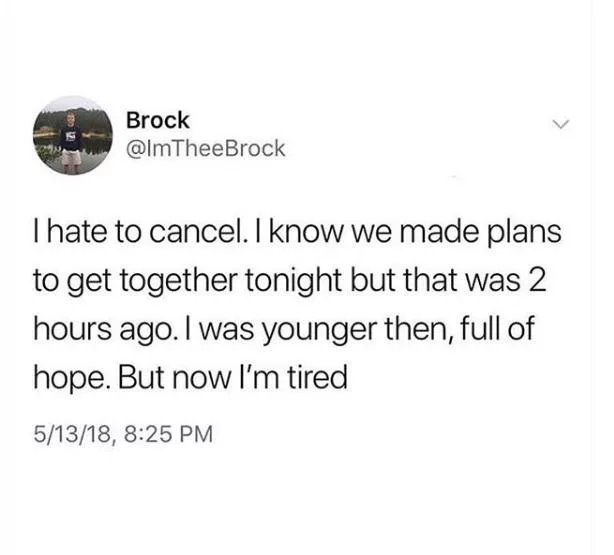 Brock
@ImTheeBrock
I hate to cancel. I know we made plans
to get together tonight but that was 2
hours ago. I was younger then, full of
hope. But now I'm tired
5/13/18, 8:25 PM